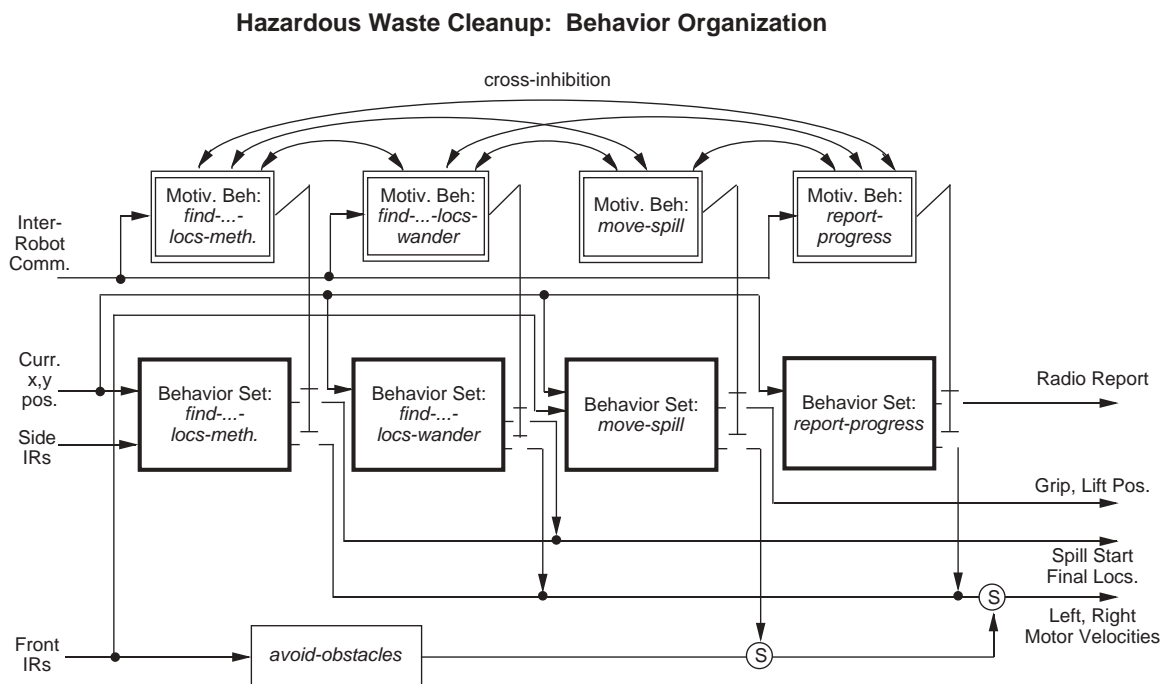 Hazardous Waste Cleanup:  Behavior Organization
cross-inhibition
Motiv. Beh:
find-...-
locs-meth.
Motiv. Beh:
find-...-locs-
wander
Motiv. Beh:
move-spill
Motiv. Beh:
report-
progress
Inter-
Robot
Comm.
Curr.
x,y
pos.
Side
IRs
Behavior Set:
find-...-
locs-meth.
Behavior Set:
find-...-
locs-wander
Behavior Set:
move-spill
Behavior Set:
report-progress
Radio Report
Grip, Lift Pos.
Spill Start
Final Locs.
S
Left, Right
Motor Velocities
Front
IRs
avoid-obstacles
S